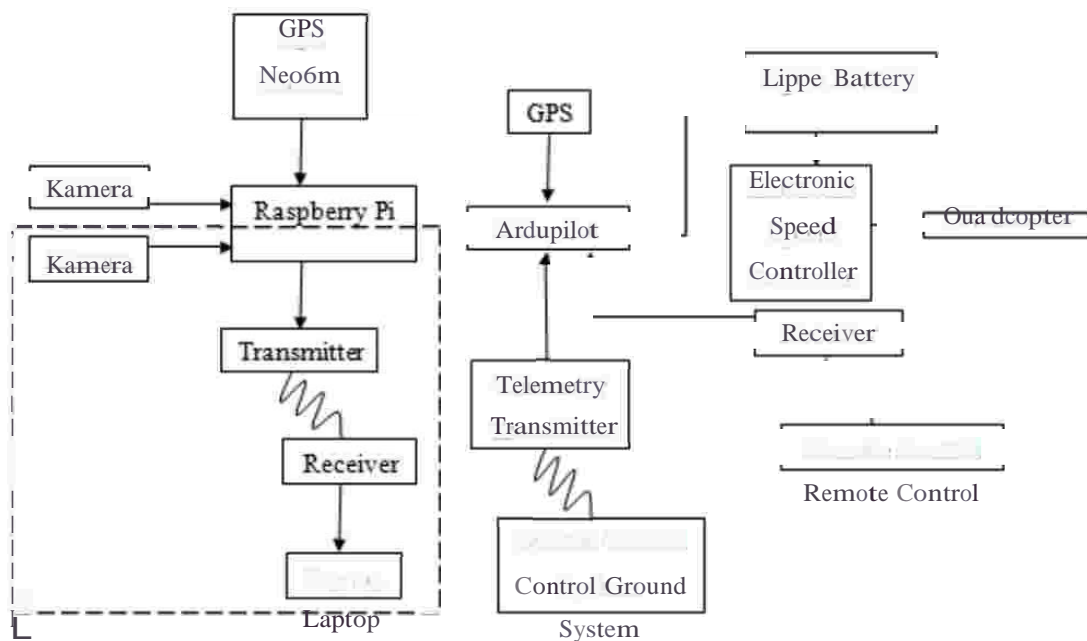 GPS
Neo6m
Kamera
Raspberry Pi
Kamera
Transmitter
Receiver
Laptop
GPS
Ardupilot
Telemetry
Transmitter
Control Ground
System
Lippe Battery
Electronic
Speed
Controller
Oua dcopter
Receiver
Remote Control